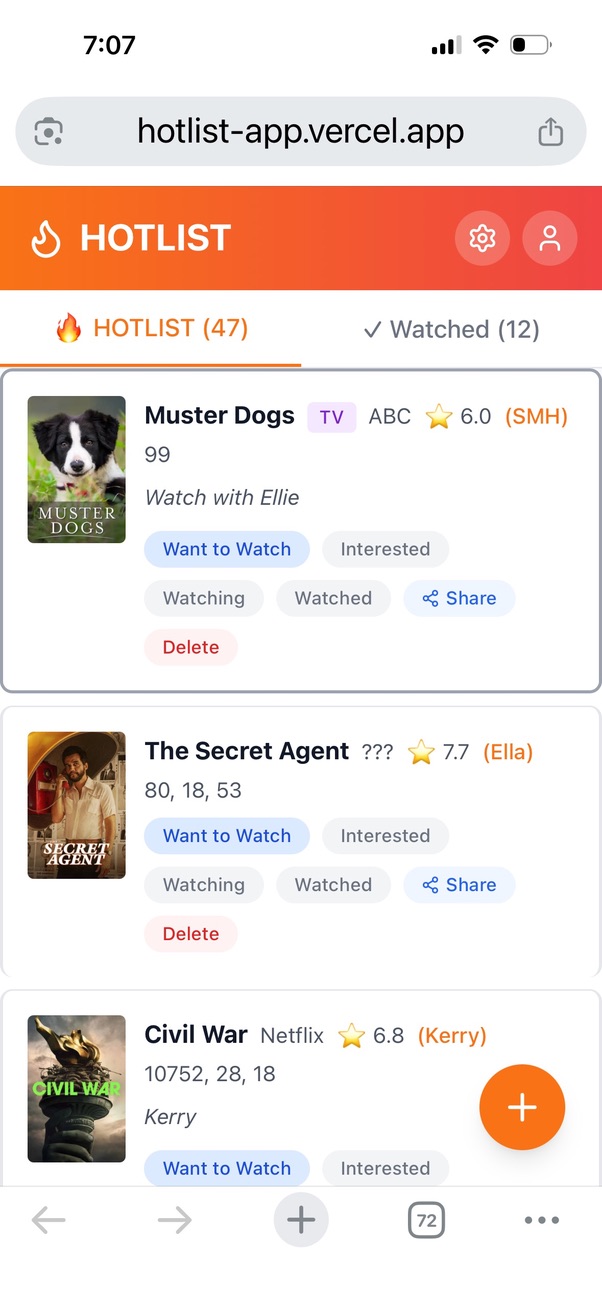 7:07
hotlist-app.vercel.app
HOTLIST
🔥 HOTLIST (47)
✓ Watched (12)
MUSTER
DOGS
Muster Dogs TV ABC ⭐ 6.0 (SMH)
99
Watch with Ellie
Want to Watch Interested
Watching Watched Share
Delete
SECRET
AGENT
The Secret Agent ??? ⭐ 7.7 (Ella)
80, 18, 53
Want to Watch Interested
Watching Watched Share
Delete
CIVIL WAR
Civil War Netflix ⭐ 6.8 (Kerry)
10752, 28, 18
Kerry
Want to Watch Interested
72